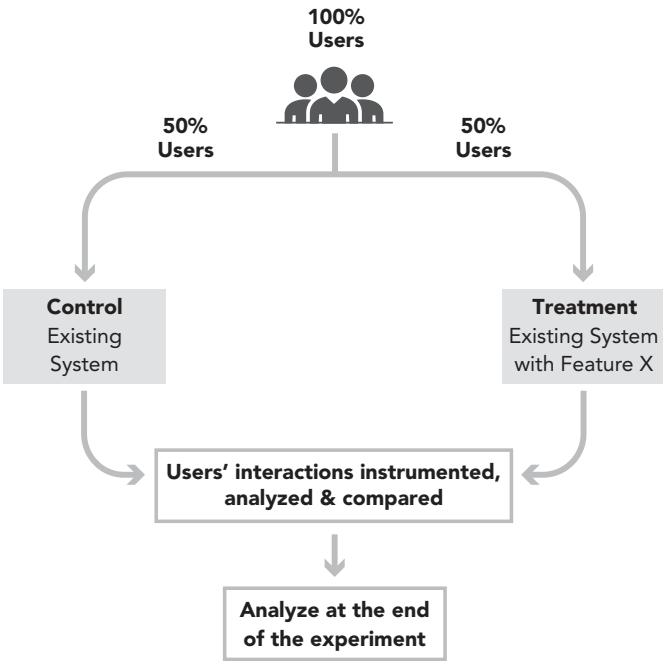 100%
Users
50%
Users
50%
Users
Control
Existing
System
Treatment
Existing System
with Feature X
Users’ interactions instrumented,
analyzed & compared
Analyze at the end
of the experiment